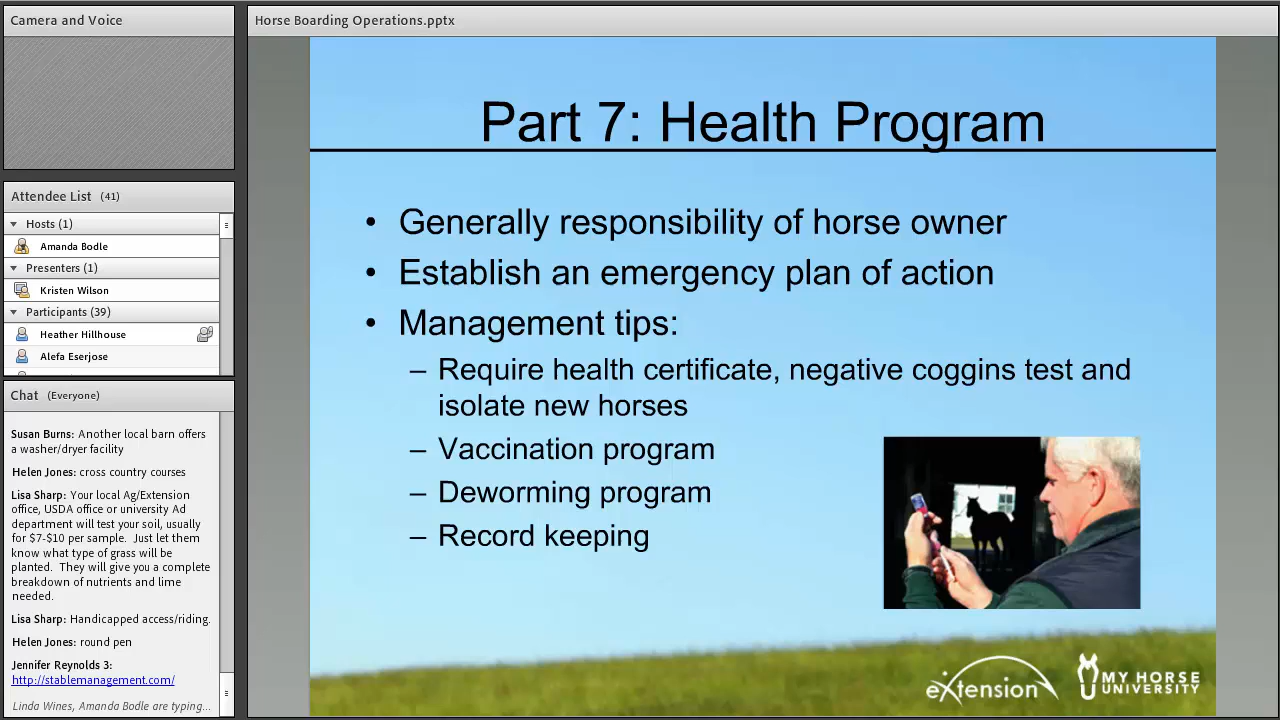 Camera and Voice
Attendee List (41)
Hosts (1)
Amanda Bodle
Presenters (1)
Kristen Wilson
Participants (39)
Heather Hillhouse
Alefa Eserjose
Chat (Everyone)
Susan Burns: Another local barn offers
a washer/dryer facility
Helen Jones: cross country courses
Lisa Sharp: Your local Ag/Extension
office, USDA office or university Ad
department will test your soil, usually
for $7-$10 per sample. Just let them
know what type of grass will be
planted. They will give you a complete
breakdown of nutrients and lime
needed.
Lisa Sharp: Handicapped access/riding.
Helen Jones: round pen
Jennifer Reynolds 3:
http://stablemanagement.com/
Linda Wines, Amanda Bodle are typing...
Horse Boarding Operations.pptx
Part 7: Health Program
• Generally responsibility of horse owner
• Establish an emergency plan of action
• Management tips:
– Require health certificate, negative coggins test and
isolate new horses
– Vaccination program
– Deworming program
– Record keeping
eXtension
MY HORSE
UNIVERSITY